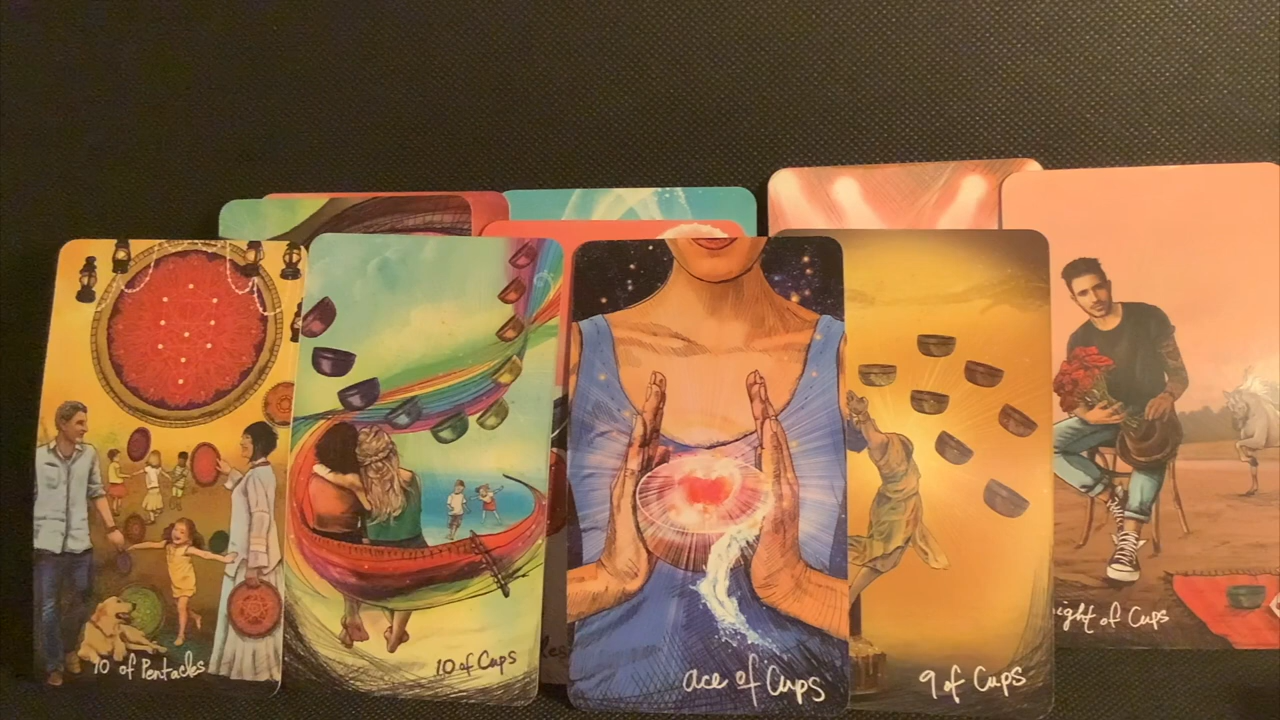 10 of Pentacles
10 of Cups
ace of Cups
9 of Cups
ight of Cups